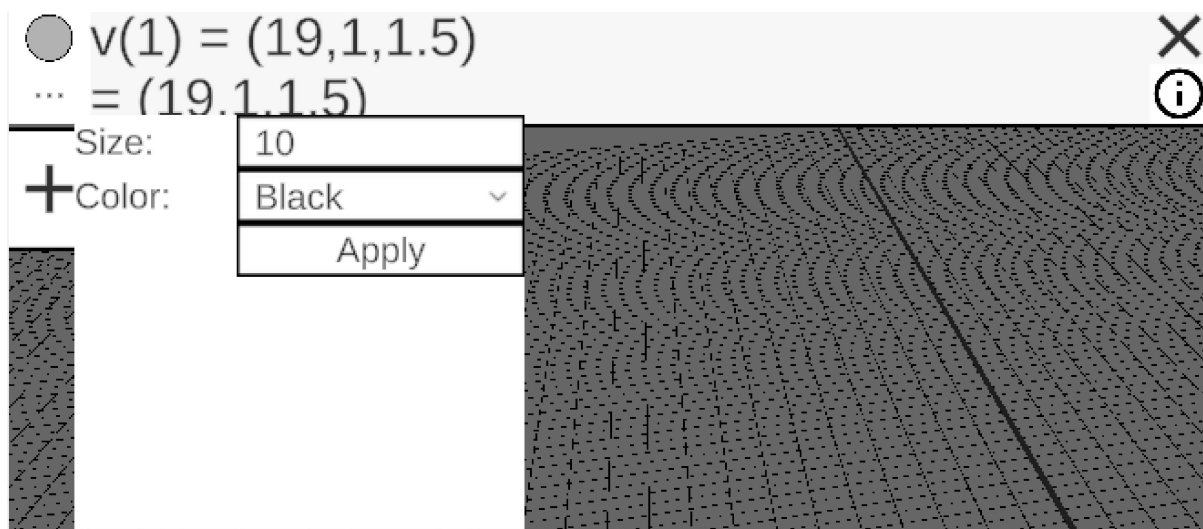 v(1) = (19,1,1.5)
... = (19,1,1.5)
Size: 10
Color: Black
Apply